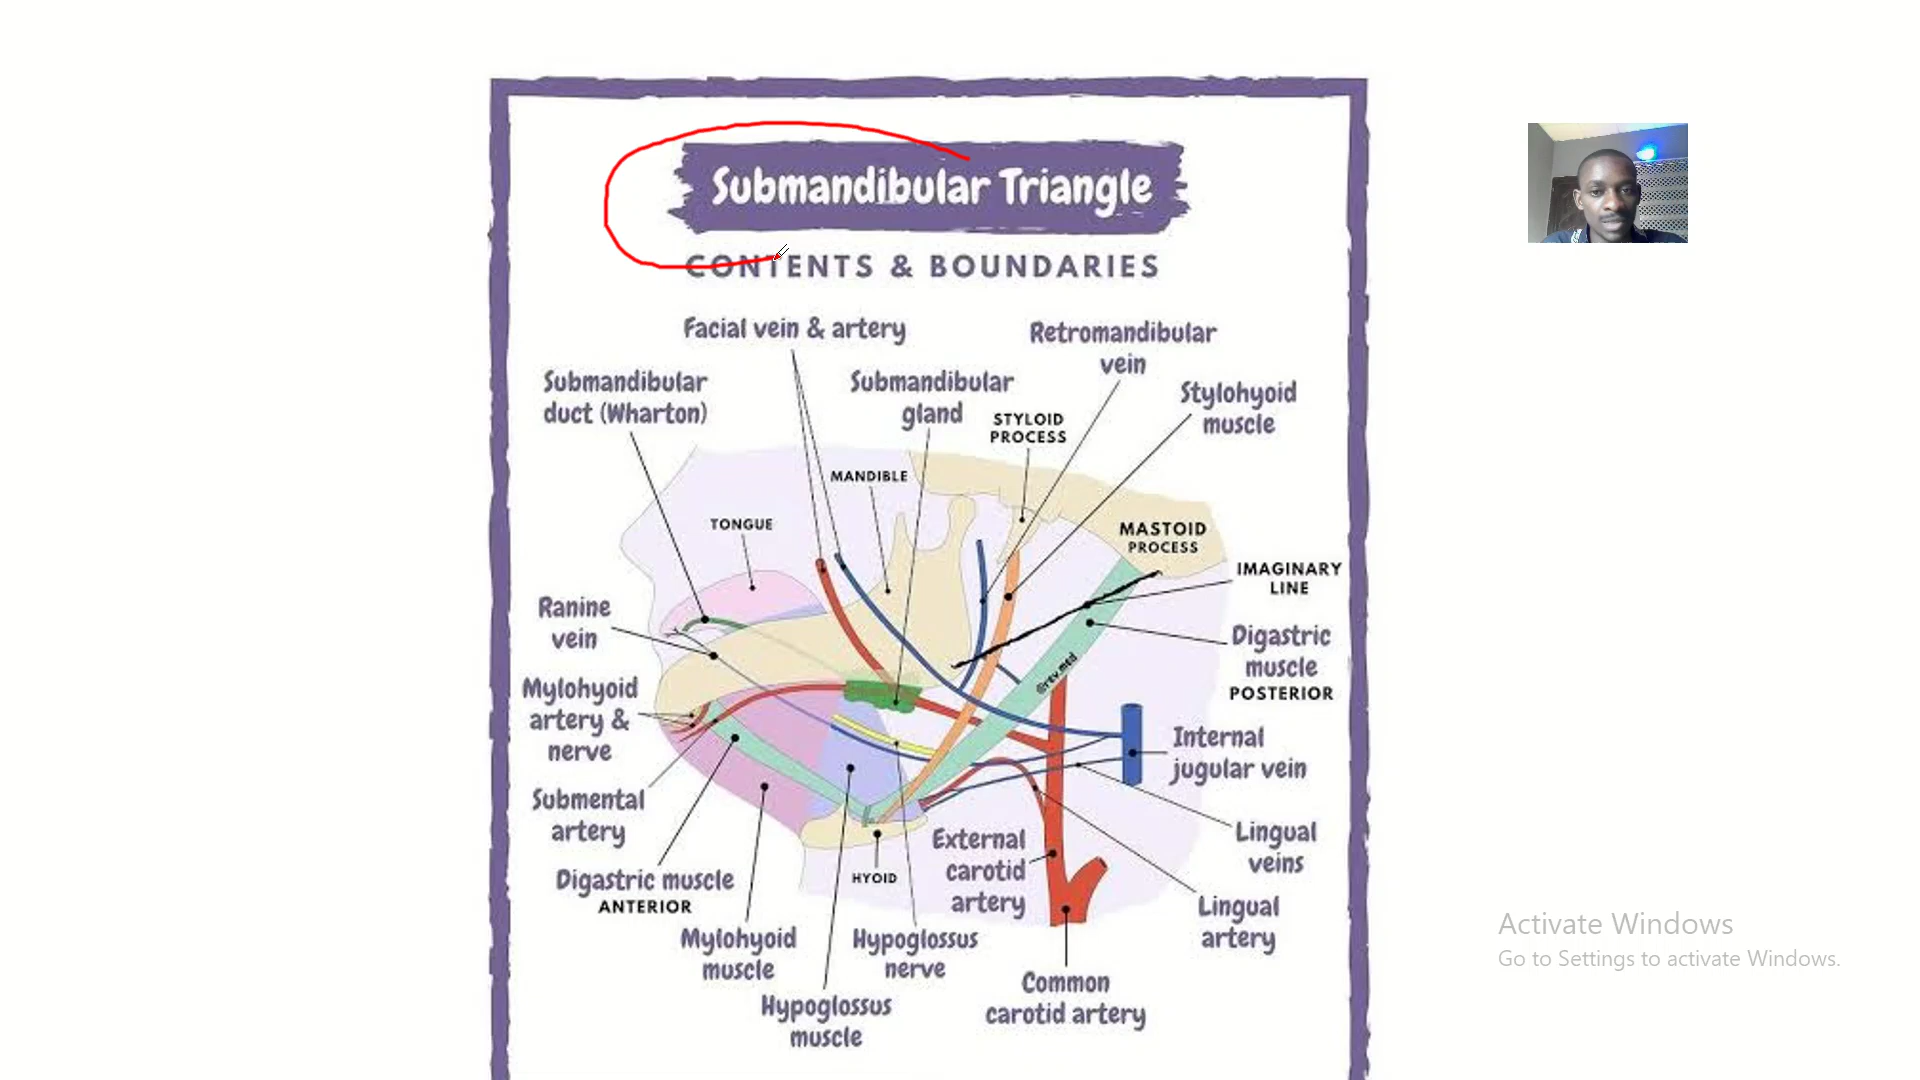 Submandibular Triangle
CONTENTS & BOUNDARIES
Facial vein & artery
Retromandibular
vein
Submandibular
duct (Wharton)
Submandibular
gland
STYLOID
PROCESS
Stylohyoid
muscle
MANDIBLE
TONGUE
MASTOID
PROCESS
IMAGINARY
LINE
Ranine
vein
Digastric
muscle
POSTERIOR
@rev.med
Mylohyoid
artery &
nerve
Internal
jugular vein
Submental
artery
Lingual
veins
External
carotid
artery
HYOID
Digastric muscle
ANTERIOR
Lingual
artery
Mylohyoid
muscle
Hypoglossus
nerve
Common
carotid artery
Hypoglossus
muscle
Activate Windows
Go to Settings to activate Windows.